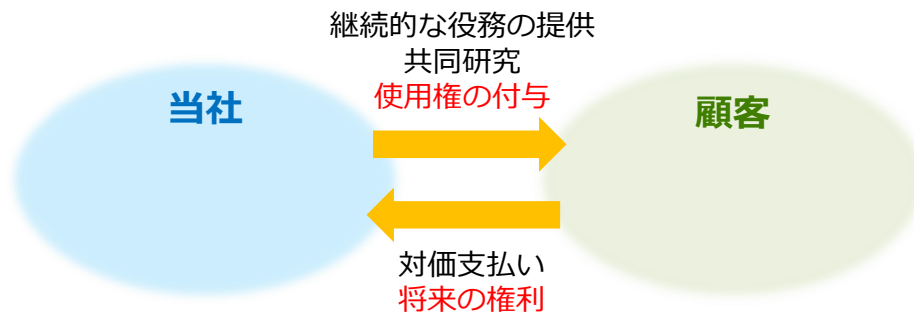 継続的な役務の提供
共同研究
使用権の付与
当社
顧客
対価支払い
将来の権利